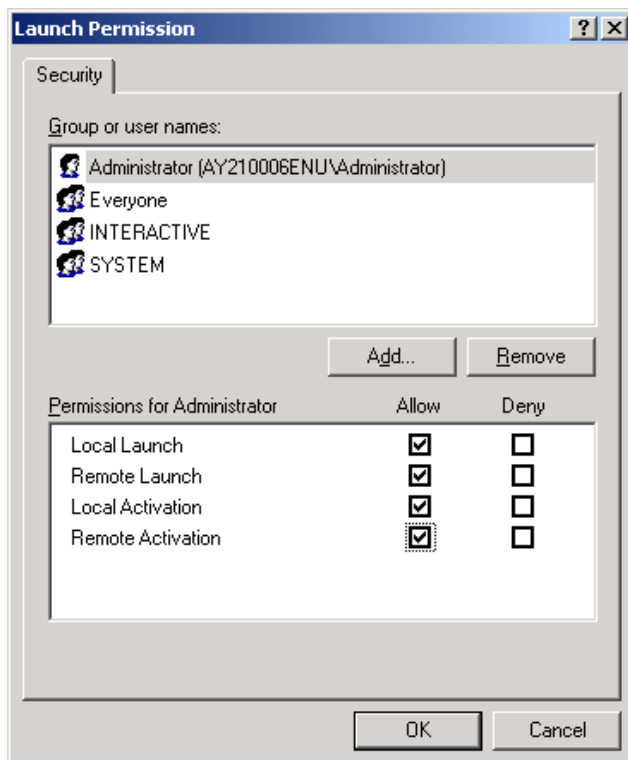 Launch Permission
Security
Group or user names:
Administrator (AY210006ENU\Administrator)
Everyone
INTERACTIVE
SYSTEM
Add... Remove
Permissions for Administrator Allow Deny
Local Launch
Remote Launch
Local Activation
Remote Activation
OK Cancel